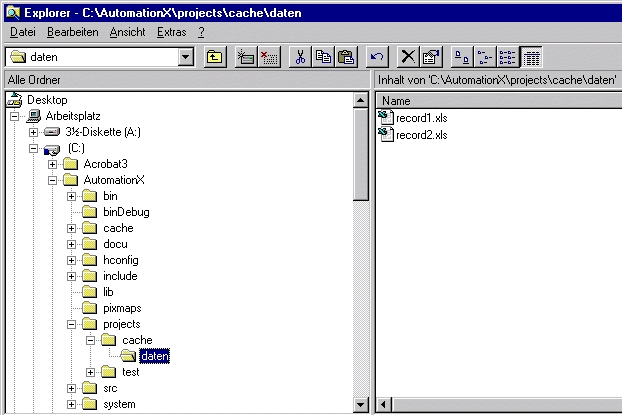 Explorer - C:\AutomationX\projects\cache\daten
Datei Bearbeiten Ansicht Extras ?
daten
Alle Ordner
Inhalt von 'C:\AutomationX\projects\cache\daten'
Desktop
Arbeitsplatz
3½-Diskette (A:)
(C:)
Acrobat3
AutomationX
bin
binDebug
cache
docu
hconfig
include
lib
pixmaps
projects
cache
daten
test
src
system
Name
record1.xls
record2.xls